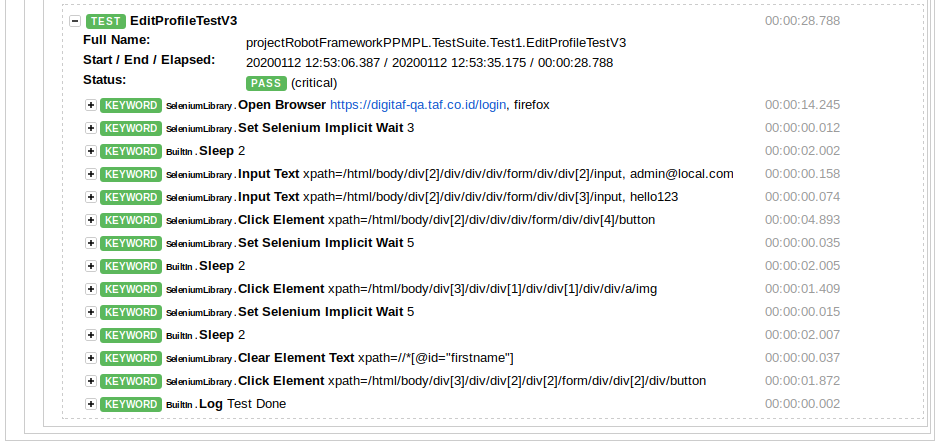 TEST EditProfileTestV3 00:00:28.788
Full Name: projectRobotFrameworkPPMPL.TestSuite.Test1.EditProfileTestV3
Start / End / Elapsed: 20200112 12:53:06.387 / 20200112 12:53:35.175 / 00:00:28.788
Status: PASS (critical)
KEYWORD SeleniumLibrary.Open Browser https://digitaf-qa.taf.co.id/login, firefox 00:00:14.245
KEYWORD SeleniumLibrary.Set Selenium Implicit Wait 3 00:00:00.012
KEYWORD BuiltIn.Sleep 2 00:00:02.002
KEYWORD SeleniumLibrary.Input Text xpath=/html/body/div[2]/div/div/div/form/div/div[2]/input, admin@local.com 00:00:00.158
KEYWORD SeleniumLibrary.Input Text xpath=/html/body/div[2]/div/div/div/form/div/div[3]/input, hello123 00:00:00.074
KEYWORD SeleniumLibrary.Click Element xpath=/html/body/div[2]/div/div/div/form/div/div[4]/button 00:00:04.893
KEYWORD SeleniumLibrary.Set Selenium Implicit Wait 5 00:00:00.035
KEYWORD BuiltIn.Sleep 2 00:00:02.005
KEYWORD SeleniumLibrary.Click Element xpath=/html/body/div[3]/div/div[1]/div/div[1]/div/div/a/img 00:00:01.409
KEYWORD SeleniumLibrary.Set Selenium Implicit Wait 5 00:00:00.015
KEYWORD BuiltIn.Sleep 2 00:00:02.007
KEYWORD SeleniumLibrary.Clear Element Text xpath=//*[@id="firstname"] 00:00:00.037
KEYWORD SeleniumLibrary.Click Element xpath=/html/body/div[3]/div/div[2]/div[2]/form/div/div[2]/div/button 00:00:01.872
KEYWORD BuiltIn.Log Test Done 00:00:00.002